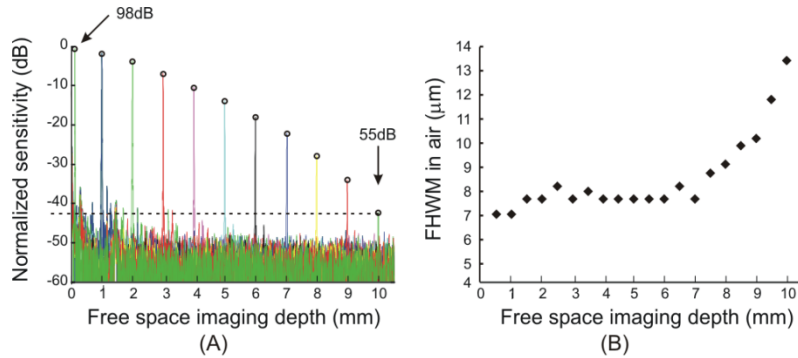 98dB
55dB
Normalized sensitivity (dB)
0
-10
-20
-30
-40
-50
-60
0 1 2 3 4 5 6 7 8 9 10
Free space imaging depth (mm)
(A)
FHWM in air (μm)
14
13
12
11
10
9
8
7
6
5
4
0 1 2 3 4 5 6 7 8 9 10
Free space imaging depth (mm)
(B)